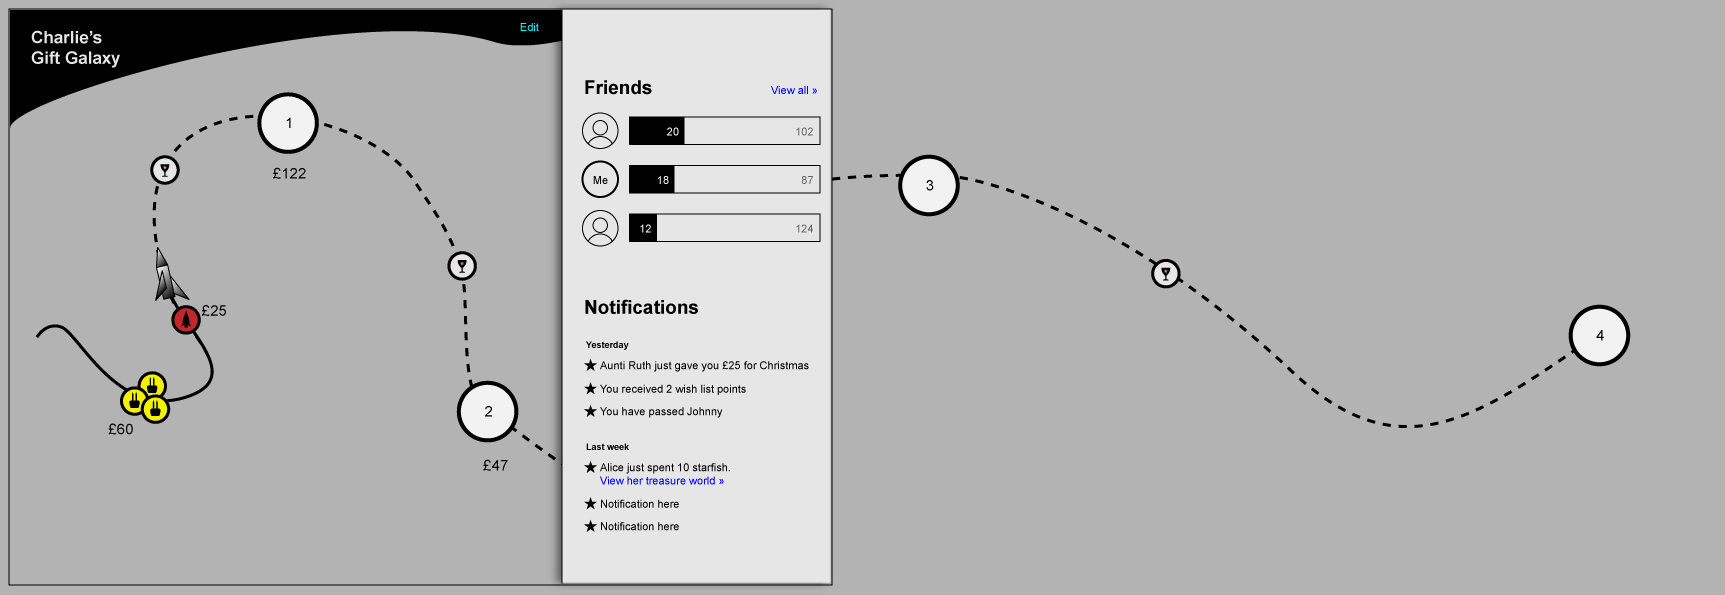 Charlie’s
Gift Galaxy
Edit
1
£122
£25
£60
2
£47
Friends
View all »
20 102
Me 18 87
12 124
Notifications
Yesterday
Aunti Ruth just gave you £25 for Christmas
You received 2 wish list points
You have passed Johnny
Last week
Alice just spent 10 starfish.
View her treasure world »
Notification here
Notification here
3
4